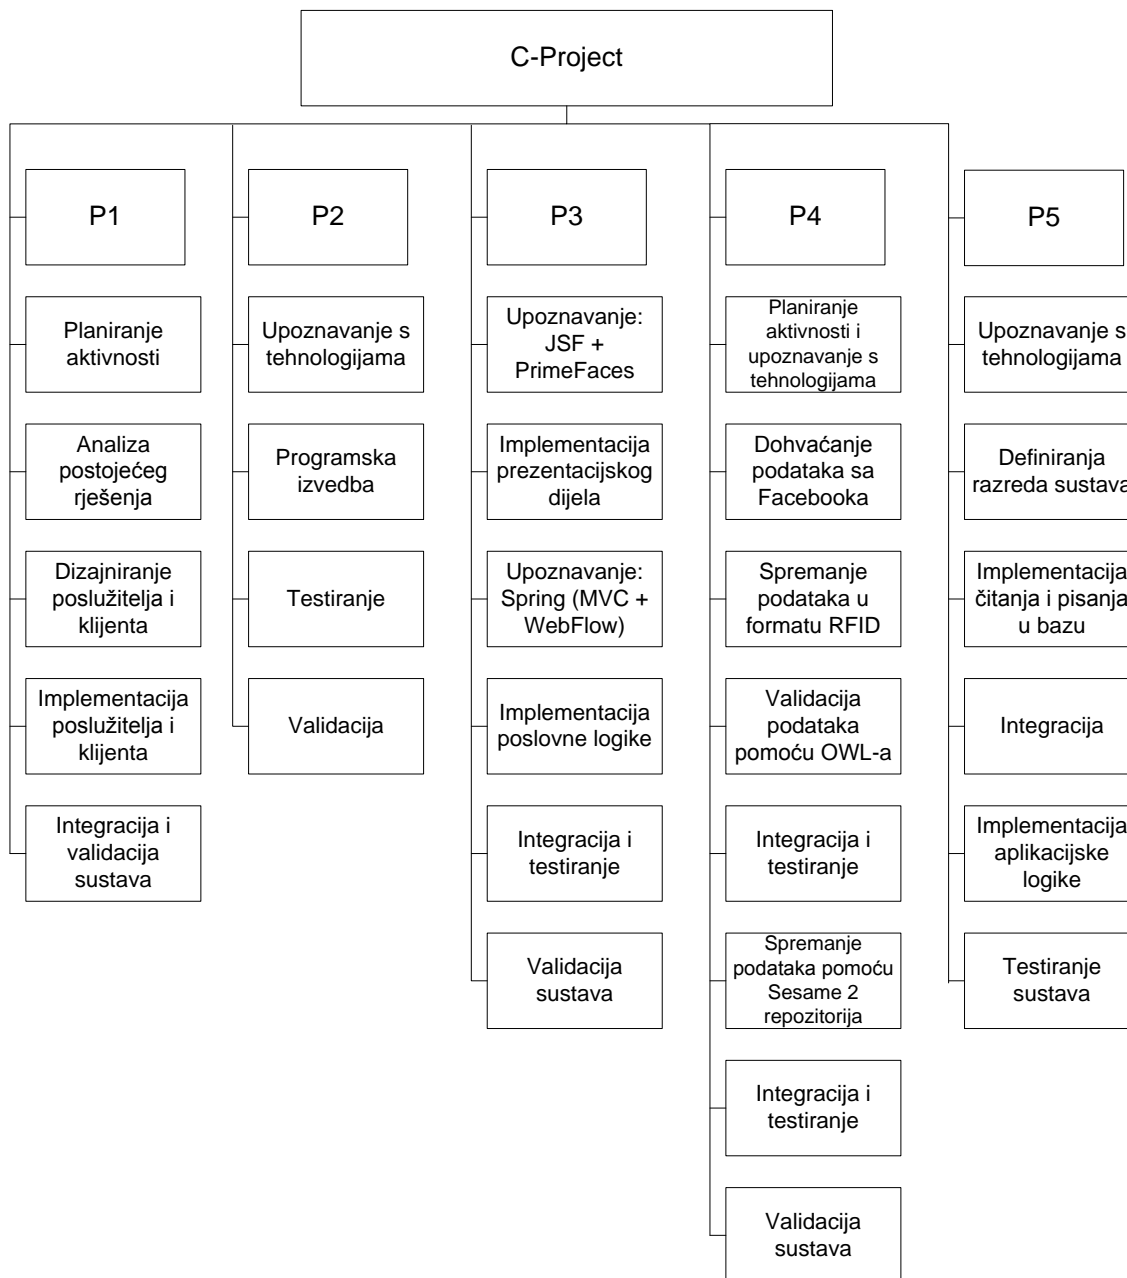 C-Project
P1
Planiranje
aktivnosti
Analiza
postojećeg
rješenja
Dizajniranje
poslužitelja i
klijenta
Implementacija
poslužitelja i
klijenta
Integracija i
validacija
sustava
P2
Upoznavanje s
tehnologijama
Programska
izvedba
Testiranje
Validacija
P3
Upoznavanje:
JSF +
PrimeFaces
Implementacija
prezentacijskog
dijela
Upoznavanje:
Spring (MVC +
WebFlow)
Implementacija
poslovne logike
Integracija i
testiranje
Validacija
sustava
P4
Planiranje
aktivnosti i
upoznavanje s
tehnologijama
Dohvaćanje
podataka sa
Facebooka
Spremanje
podataka u
formatu RFID
Validacija
podataka
pomoću OWL-a
Integracija i
testiranje
Spremanje
podataka pomoću
Sesame 2
repozitorija
Integracija i
testiranje
Validacija
sustava
P5
Upoznavanje s
tehnologijama
Definiranja
razreda sustava
Implementacija
čitanja i pisanja
u bazu
Integracija
Implementacija
aplikacijske
logike
Testiranje
sustava